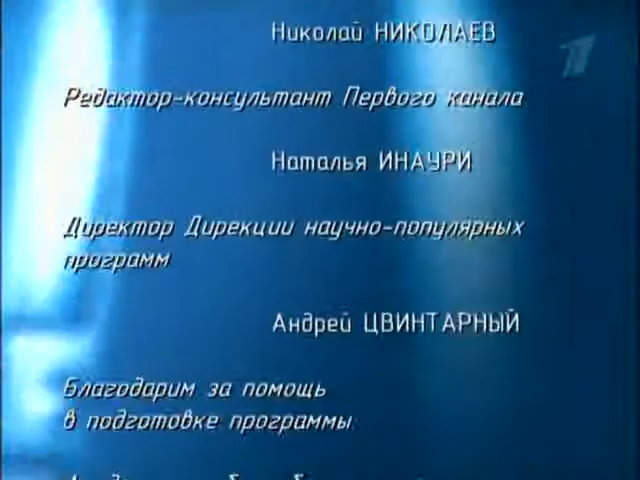 Николай НИКОЛАЕВ
Редактор-консультант Первого канала
Наталья ИНАУРИ
Директор Дирекции научно-популярных
программ
Андрей ЦВИНТАРНЫЙ
Благодарим за помощь
в подготовке программы